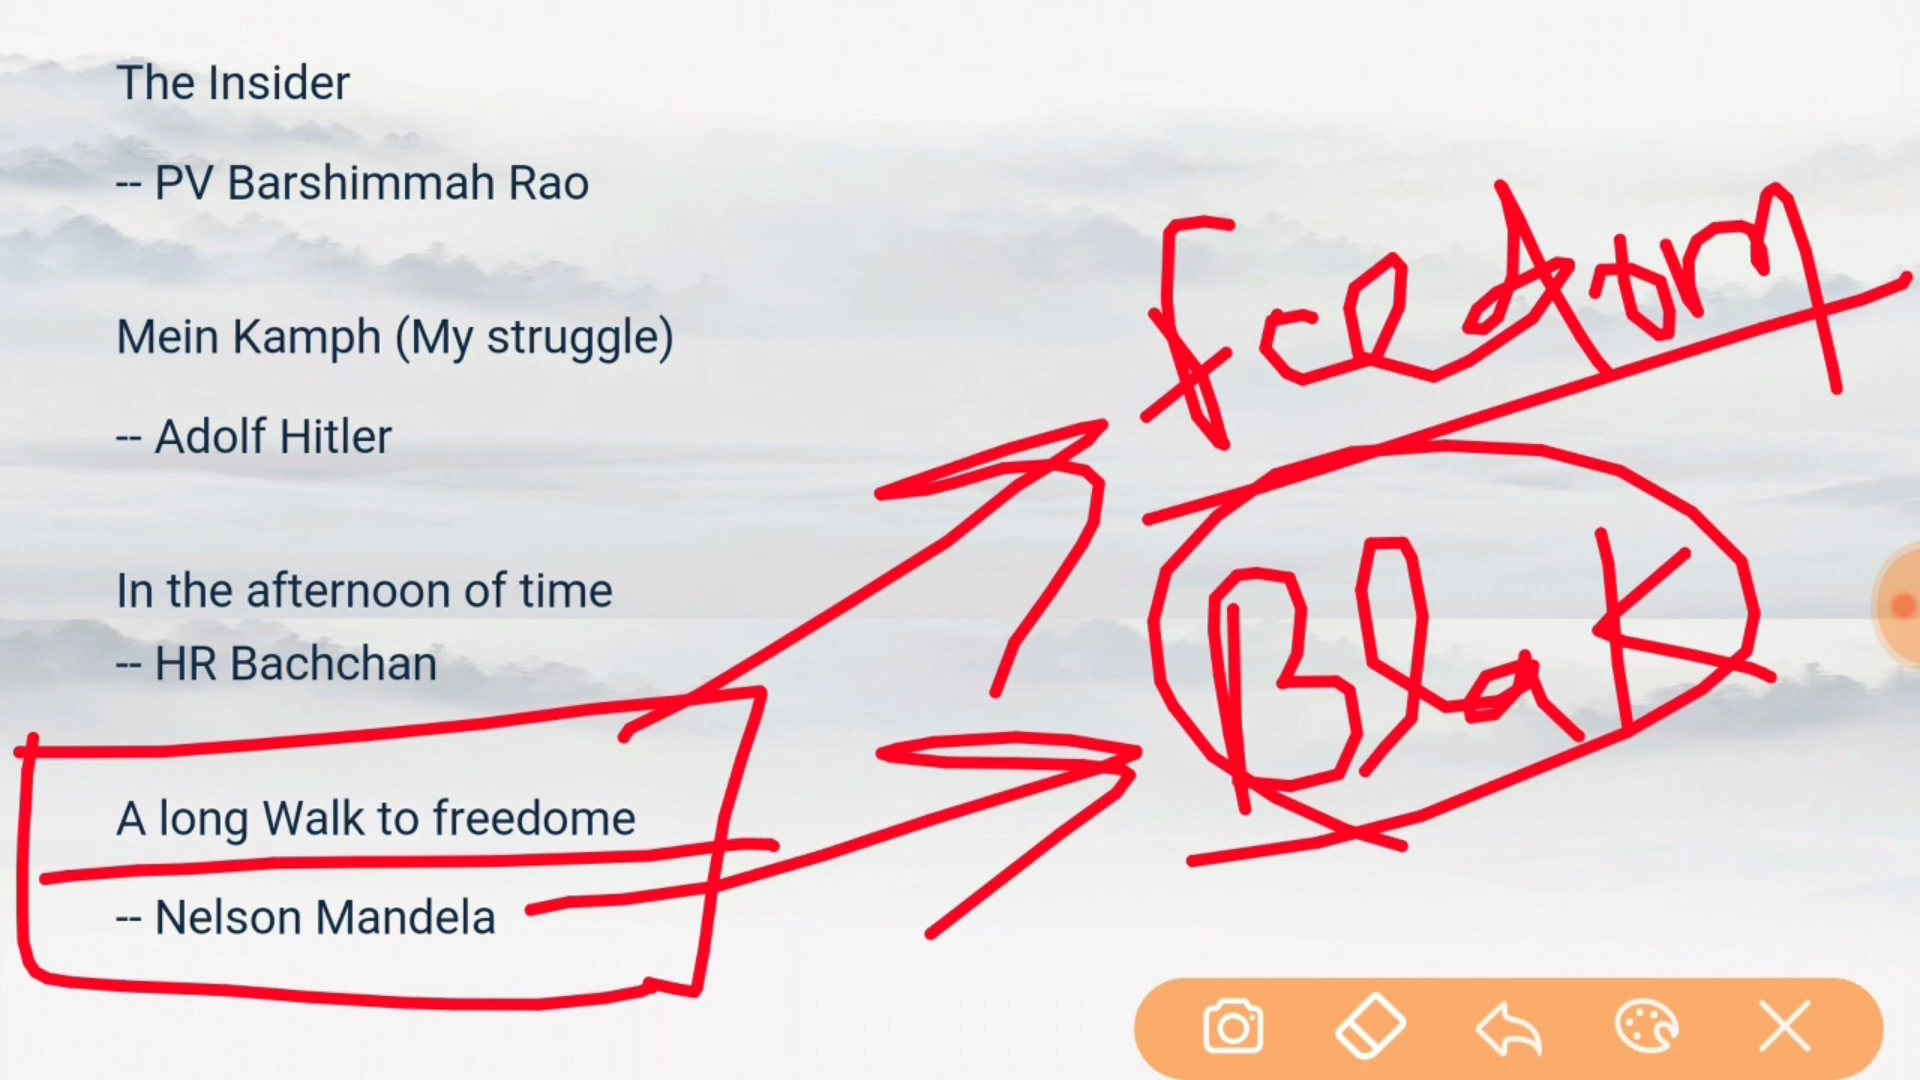 The Insider
-- PV Barshimmah Rao
Mein Kamph (My struggle)
-- Adolf Hitler
In the afternoon of time
-- HR Bachchan
A long Walk to freedome
-- Nelson Mandela
Blak